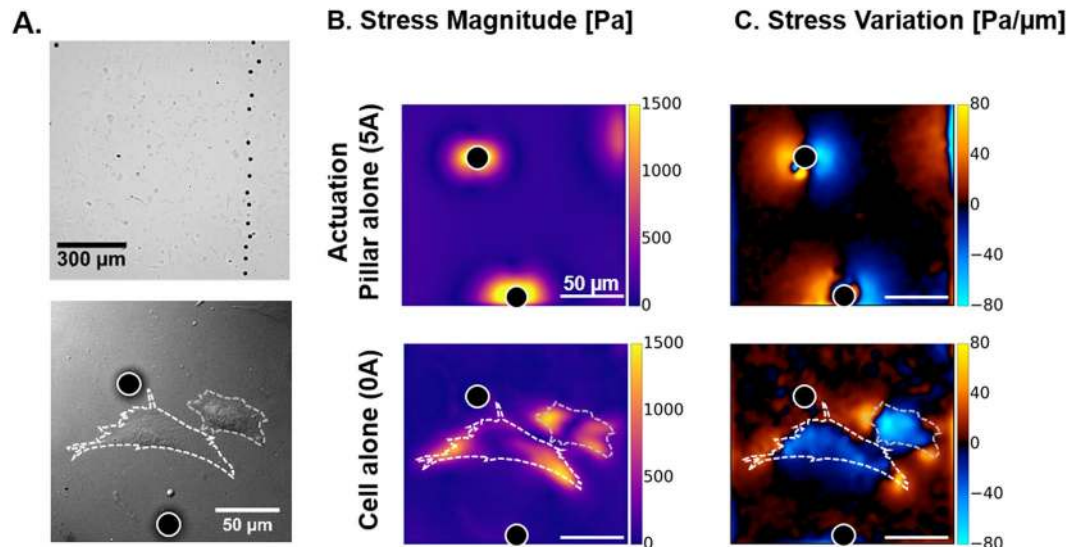 A.
300 µm
50 µm
B. Stress Magnitude [Pa]
C. Stress Variation [Pa/µm]
Actuation
Pillar alone (5A)
50 µm
1500
1000
500
0
80
40
20
0
−40
−80
Cell alone (0A)
1500
1000
500
0
80
40
20
0
−40
−80